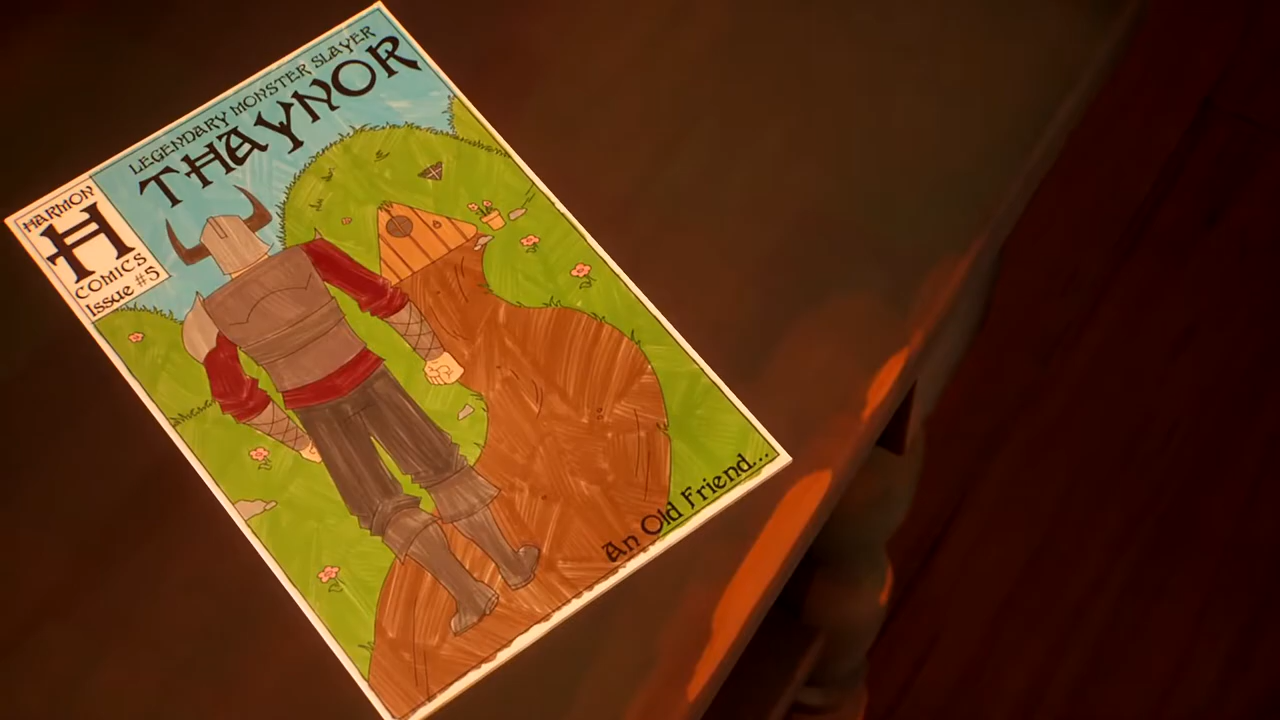 LEGENDARY MONSTER SLAYER
THAYNOR
HARMON
H
COMICS
Issue #5
An Old Friend...